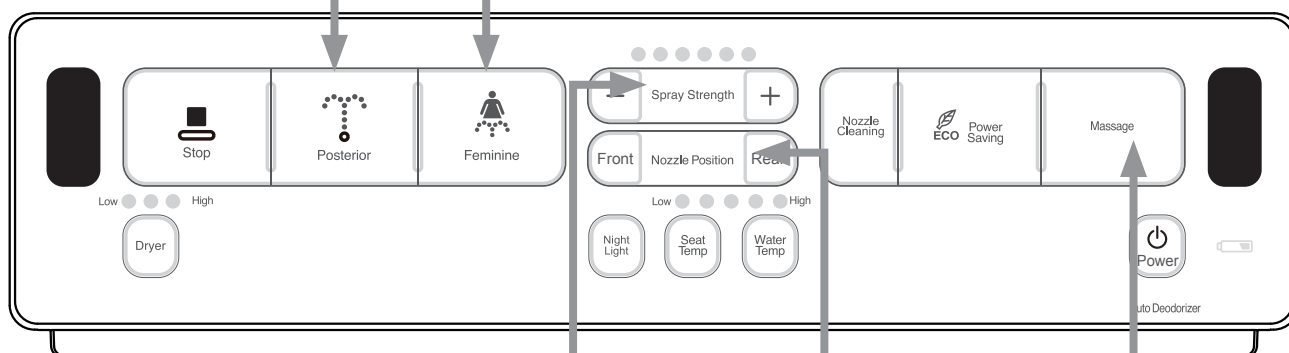 Stop
Posterior
Feminine
Spray Strength
+
Front
Nozzle Position
Nozzle
Cleaning
ECO
Power
Saving
Massage
Low
High
Low
High
Dryer
Night
Light
Seat
Temp
Water
Temp
Power
Deodorizer